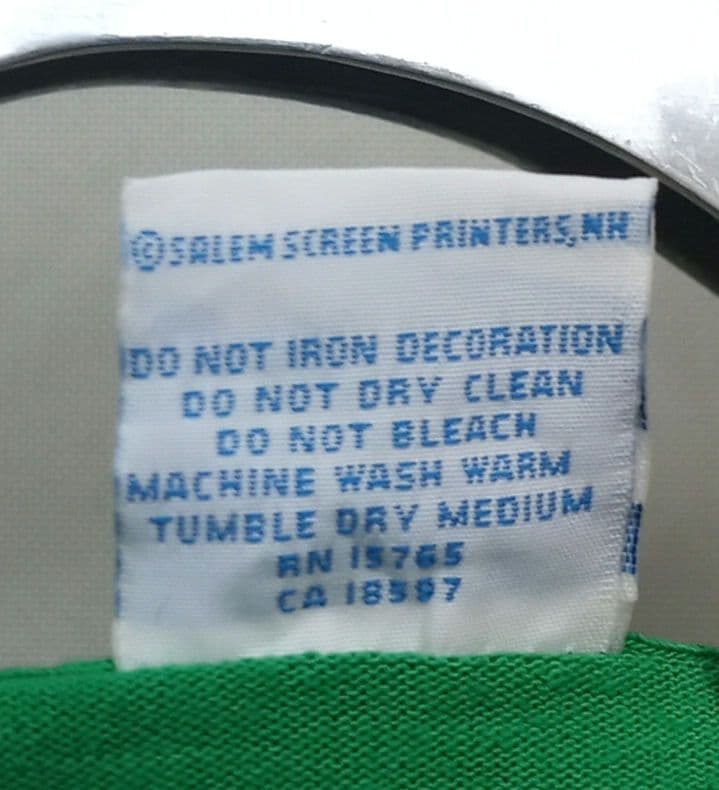 ©SALEM SCREEN PRINTERS, NH
DO NOT IRON DECORATION
DO NOT DRY CLEAN
DO NOT BLEACH
MACHINE WASH WARM
TUMBLE DRY MEDIUM
RN 15765
CA 18597